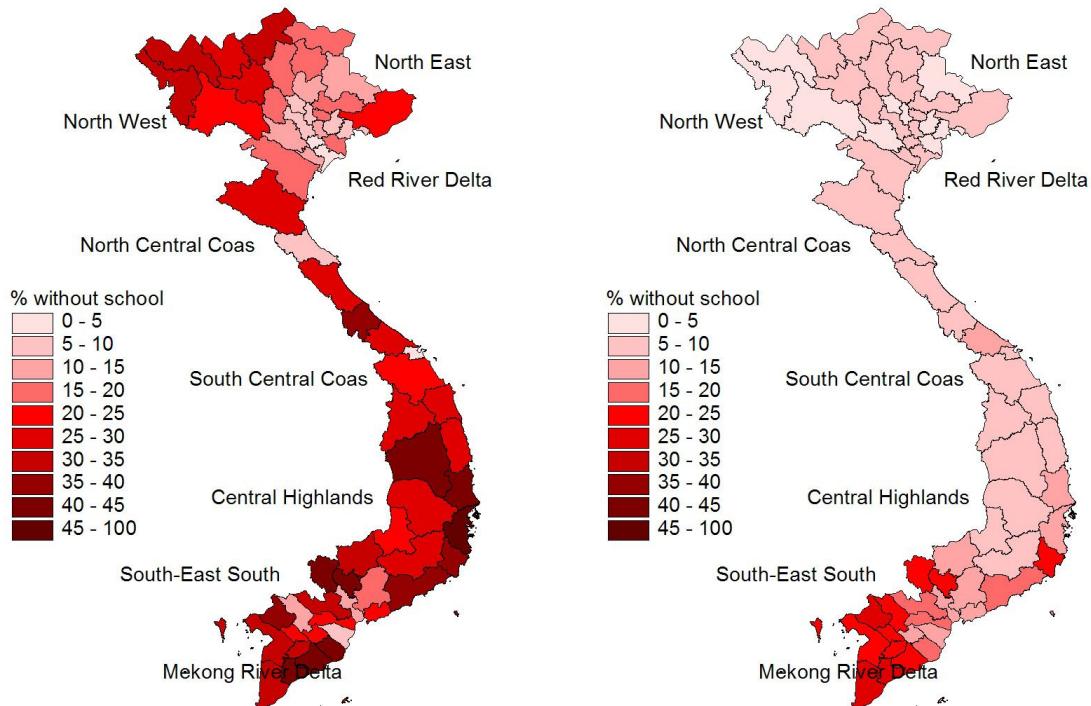 North East
North West
Red River Delta
North Central Coas
% without school
0 - 5
5 - 10
10 - 15
15 - 20
20 - 25
25 - 30
30 - 35
35 - 40
40 - 45
45 - 100
South Central Coas
Central Highlands
South-East South
Mekong River Delta
North East
North West
Red River Delta
North Central Coas
% without school
0 - 5
5 - 10
10 - 15
15 - 20
20 - 25
25 - 30
30 - 35
35 - 40
40 - 45
45 - 100
South Central Coas
Central Highlands
South-East South
Mekong River Delta